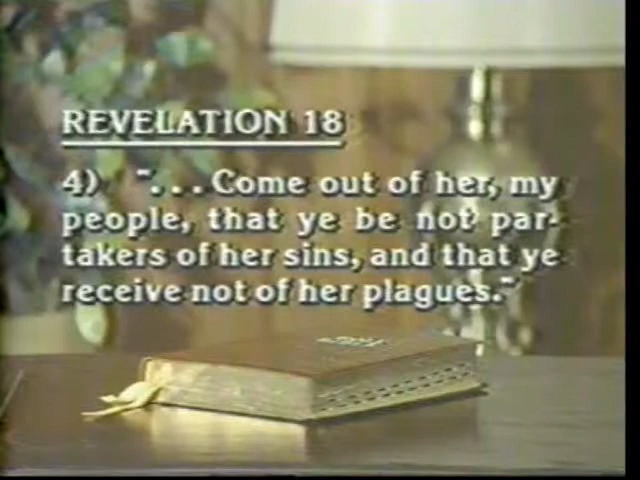 REVELATION 18
4) "...Come out of her, my
people, that ye be not par-
takers of her sins, and that ye
receive not of her plagues."